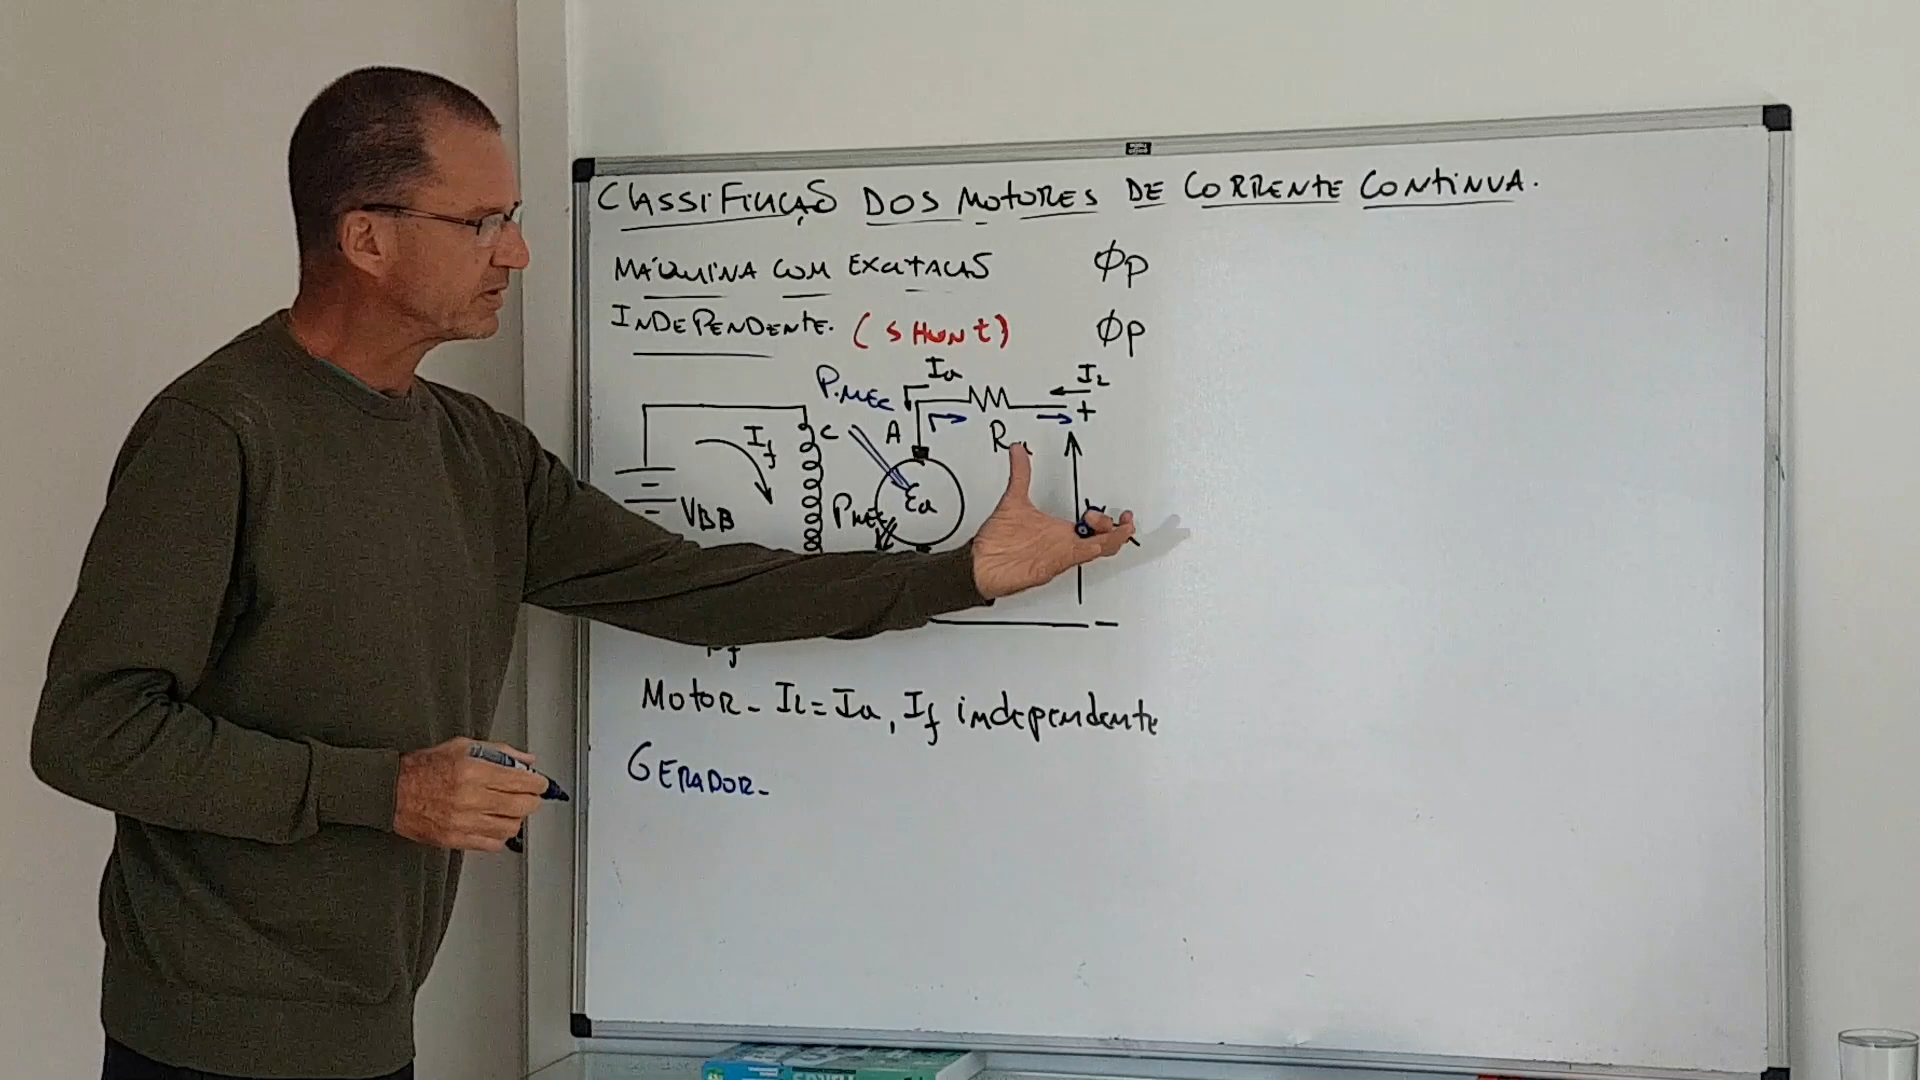 CLASSIFICAÇÃO DOS MOTORES DE CORRENTE CONTINUA.
MÁQUINA COM EXCITAÇÃO Φp
INDEPENDENTE. (SHUNT) Φp
P.MEC Ia IL
+
If C A Ra
VBB PMEC Ea
-
Motor - IL = Ia, If independente
GERADOR -